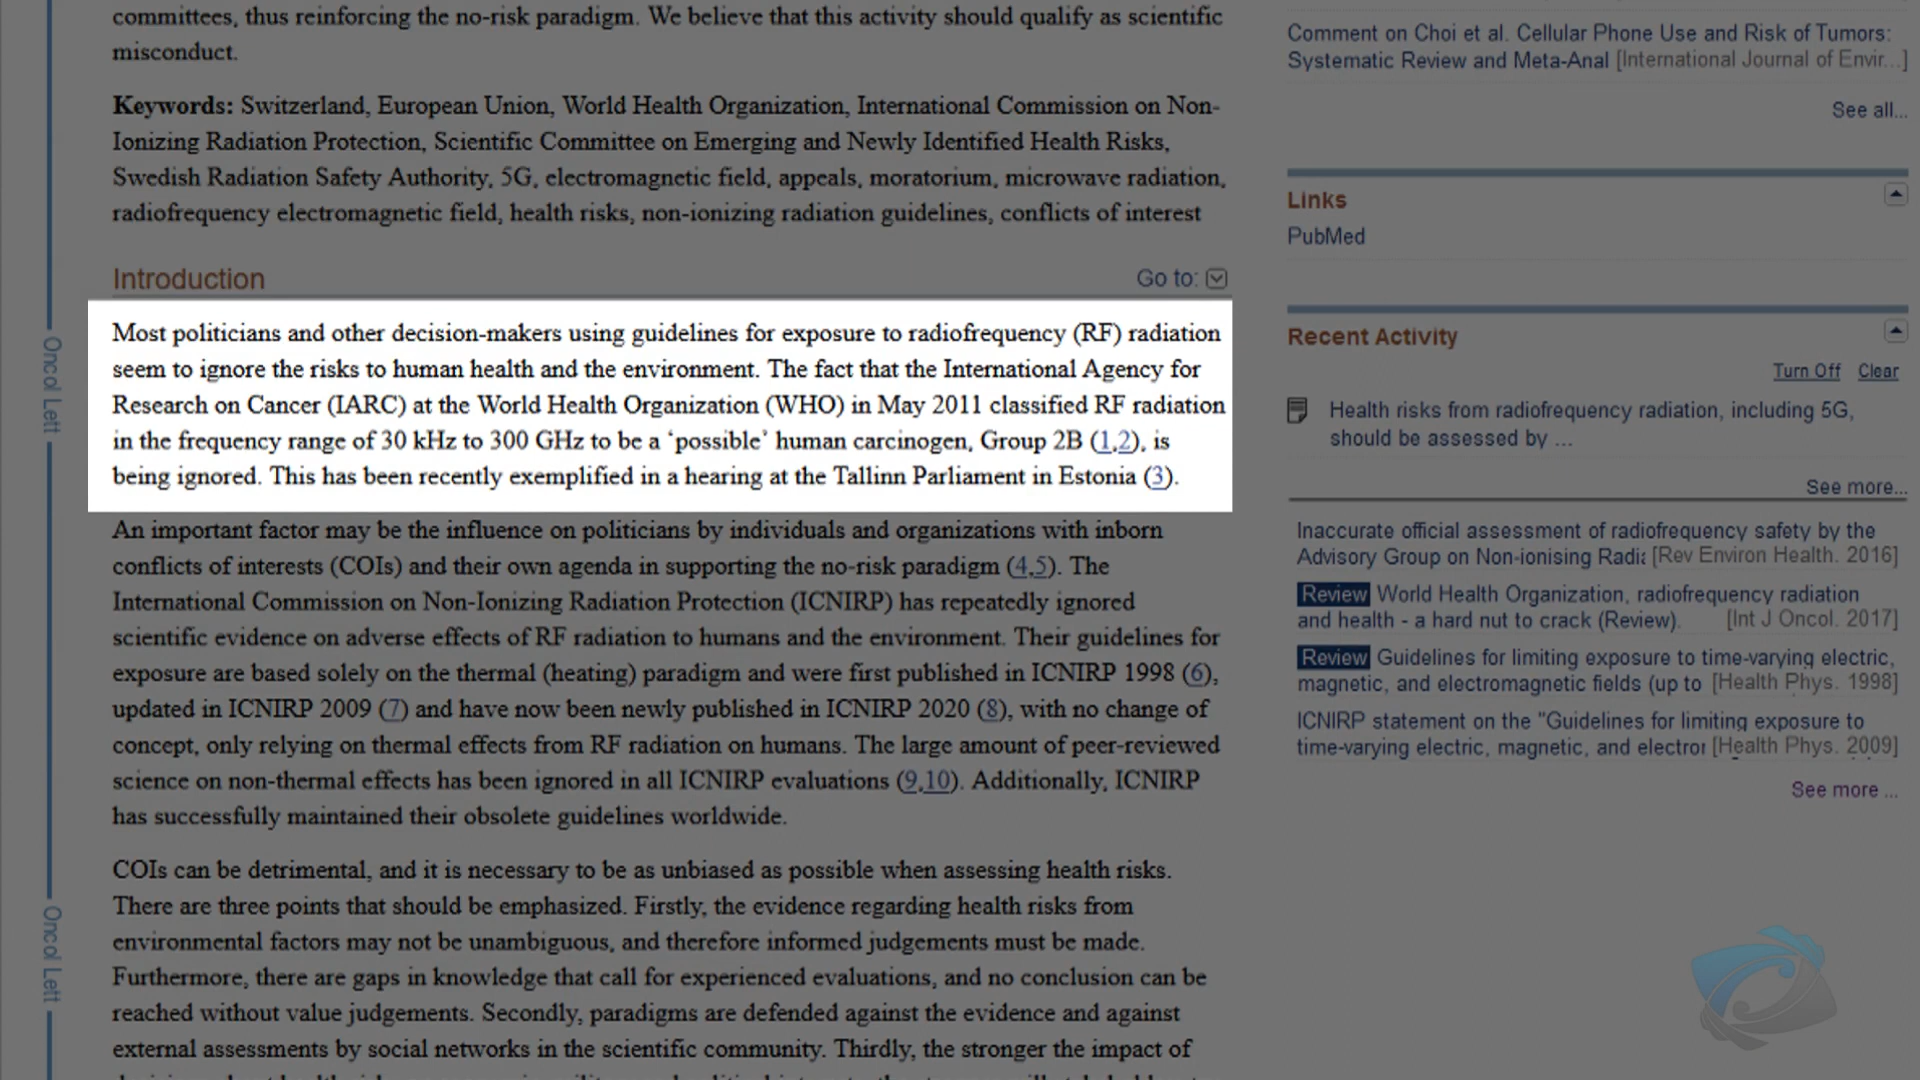 committees, thus reinforcing the no-risk paradigm. We believe that this activity should qualify as scientific
misconduct.
Keywords: Switzerland, European Union, World Health Organization, International Commission on Non-
Ionizing Radiation Protection, Scientific Committee on Emerging and Newly Identified Health Risks,
Swedish Radiation Safety Authority, 5G, electromagnetic field, appeals, moratorium, microwave radiation,
radiofrequency electromagnetic field, health risks, non-ionizing radiation guidelines, conflicts of interest
Introduction
Go to:
Most politicians and other decision-makers using guidelines for exposure to radiofrequency (RF) radiation
seem to ignore the risks to human health and the environment. The fact that the International Agency for
Research on Cancer (IARC) at the World Health Organization (WHO) in May 2011 classified RF radiation
in the frequency range of 30 kHz to 300 GHz to be a ‘possible’ human carcinogen, Group 2B (1,2), is
being ignored. This has been recently exemplified in a hearing at the Tallinn Parliament in Estonia (3).
An important factor may be the influence on politicians by individuals and organizations with inborn
conflicts of interests (COIs) and their own agenda in supporting the no-risk paradigm (4,5). The
International Commission on Non-Ionizing Radiation Protection (ICNIRP) has repeatedly ignored
scientific evidence on adverse effects of RF radiation to humans and the environment. Their guidelines for
exposure are based solely on the thermal (heating) paradigm and were first published in ICNIRP 1998 (6),
updated in ICNIRP 2009 (7) and have now been newly published in ICNIRP 2020 (8), with no change of
concept, only relying on thermal effects from RF radiation on humans. The large amount of peer-reviewed
science on non-thermal effects has been ignored in all ICNIRP evaluations (9,10). Additionally, ICNIRP
has successfully maintained their obsolete guidelines worldwide.
COIs can be detrimental, and it is necessary to be as unbiased as possible when assessing health risks.
There are three points that should be emphasized. Firstly, the evidence regarding health risks from
environmental factors may not be unambiguous, and therefore informed judgements must be made.
Furthermore, there are gaps in knowledge that call for experienced evaluations, and no conclusion can be
reached without value judgements. Secondly, paradigms are defended against the evidence and against
external assessments by social networks in the scientific community. Thirdly, the stronger the impact of
Oncol Lett
Oncol Lett
Comment on Choi et al. Cellular Phone Use and Risk of Tumors:
Systematic Review and Meta-Anal [International Journal of Envir...]
See all...
Links
PubMed
Recent Activity
Turn Off Clear
Health risks from radiofrequency radiation, including 5G,
should be assessed by ...
See more...
Inaccurate official assessment of radiofrequency safety by the
Advisory Group on Non-ionising Radia [Rev Environ Health. 2016]
Review World Health Organization, radiofrequency radiation
and health - a hard nut to crack (Review). [Int J Oncol. 2017]
Review Guidelines for limiting exposure to time-varying electric,
magnetic, and electromagnetic fields (up to [Health Phys. 1998]
ICNIRP statement on the "Guidelines for limiting exposure to
time-varying electric, magnetic, and electror [Health Phys. 2009]
See more ...